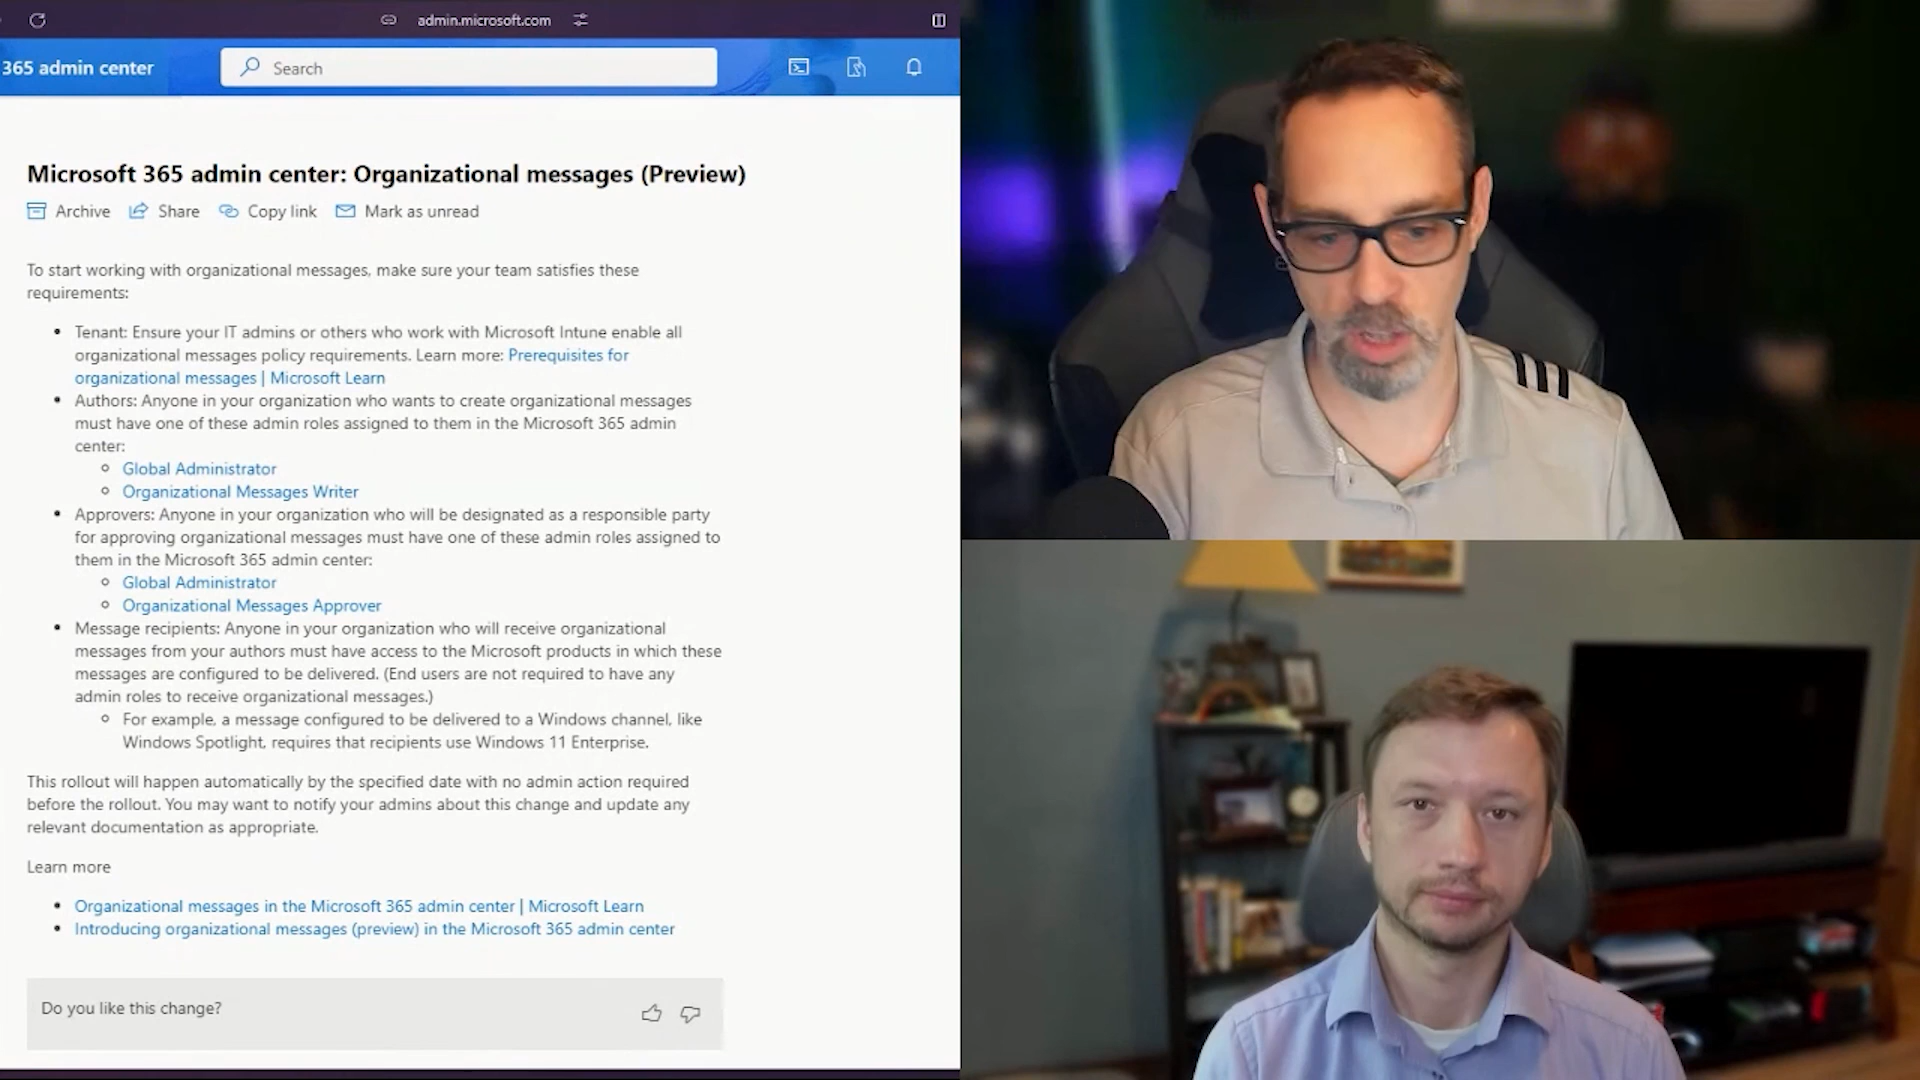 admin.microsoft.com
365 admin center
Search
Microsoft 365 admin center: Organizational messages (Preview)
Archive Share Copy link Mark as unread
To start working with organizational messages, make sure your team satisfies these
requirements:
• Tenant: Ensure your IT admins or others who work with Microsoft Intune enable all
organizational messages policy requirements. Learn more: Prerequisites for
organizational messages | Microsoft Learn
• Authors: Anyone in your organization who wants to create organizational messages
must have one of these admin roles assigned to them in the Microsoft 365 admin
center:
Global Administrator
Organizational Messages Writer
• Approvers: Anyone in your organization who will be designated as a responsible party
for approving organizational messages must have one of these admin roles assigned to
them in the Microsoft 365 admin center:
Global Administrator
Organizational Messages Approver
• Message recipients: Anyone in your organization who will receive organizational
messages from your authors must have access to the Microsoft products in which these
messages are configured to be delivered. (End users are not required to have any
admin roles to receive organizational messages.)
For example, a message configured to be delivered to a Windows channel, like
Windows Spotlight, requires that recipients use Windows 11 Enterprise.
This rollout will happen automatically by the specified date with no admin action required
before the rollout. You may want to notify your admins about this change and update any
relevant documentation as appropriate.
Learn more
• Organizational messages in the Microsoft 365 admin center | Microsoft Learn
• Introducing organizational messages (preview) in the Microsoft 365 admin center
Do you like this change?